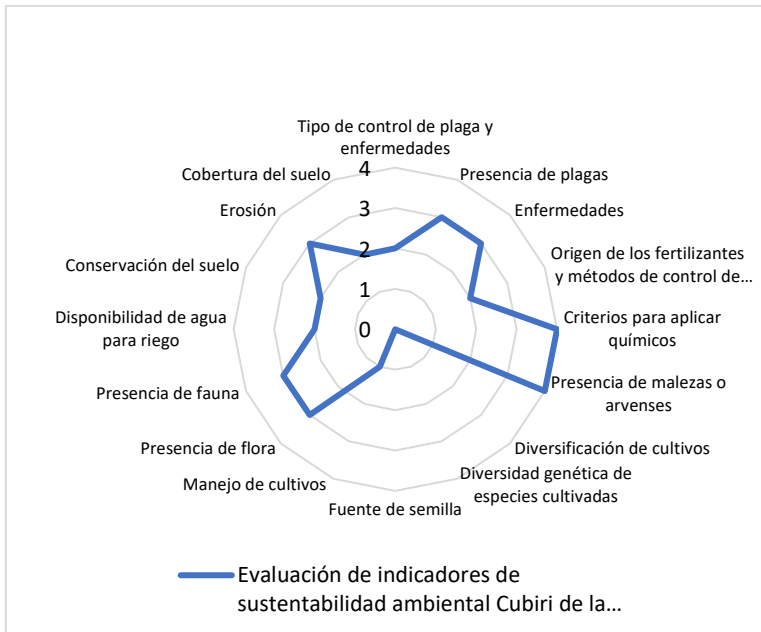 Tipo de control de plaga y
enfermedades
Cobertura del suelo
4
Presencia de plagas
Erosión
3
Enfermedades
2
Conservación del suelo
Origen de los fertilizantes
y métodos de control de...
1
Disponibilidad de agua
para riego
0
Criterios para aplicar
químicos
Presencia de fauna
Presencia de malezas o
arvenses
Presencia de flora
Diversificación de cultivos
Manejo de cultivos
Diversidad genética de
especies cultivadas
Fuente de semilla
Evaluación de indicadores de
sustentabilidad ambiental Cubiri de la...